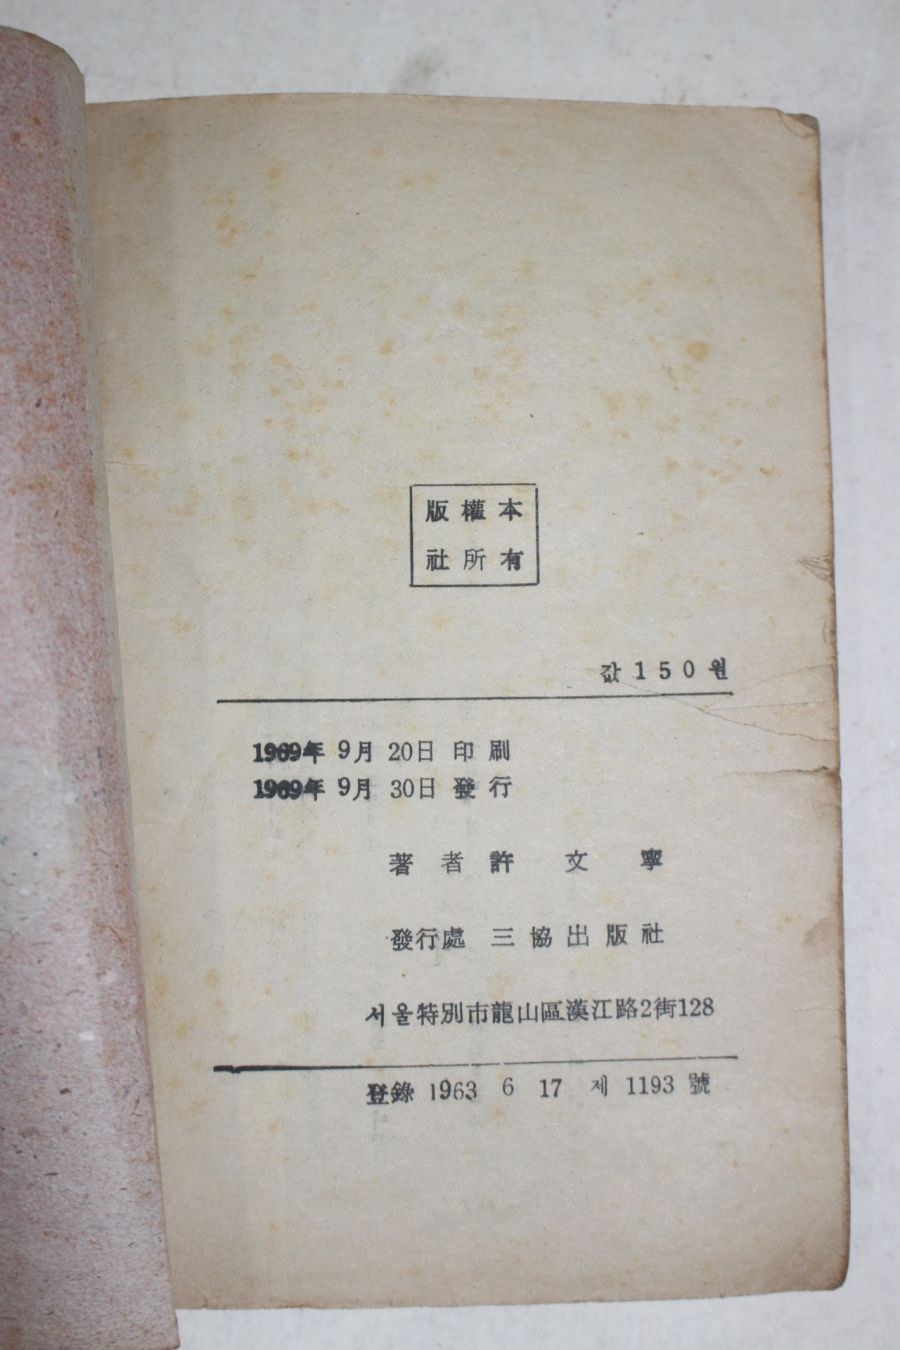 版權本
社所有
값 150원
1969年 9月 20日 印刷
1969年 9月 30日 發行
著者 許文寧
發行處 三協出版社
서울特別市龍山區漢江路2街128
登錄 1963 6 17 제 1193 號